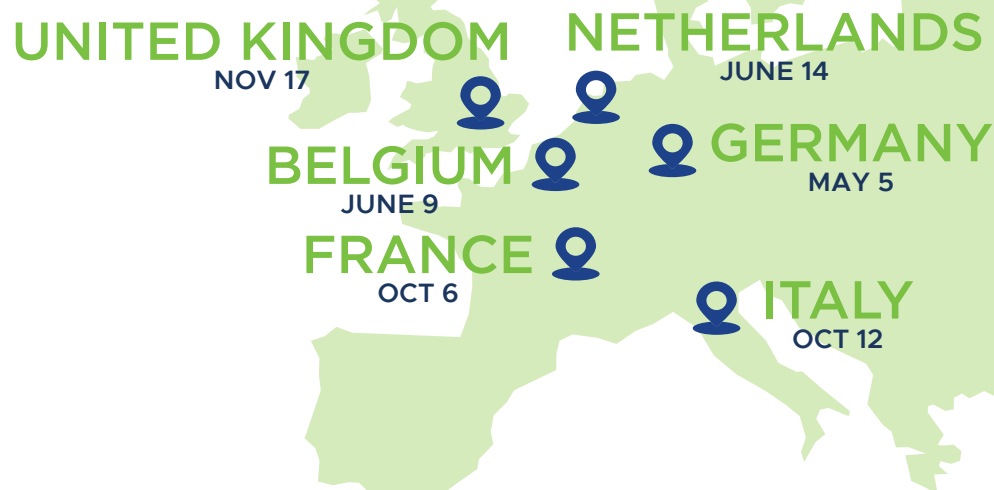 UNITED KINGDOM
NOV 17
NETHERLANDS
JUNE 14
BELGIUM
JUNE 9
GERMANY
MAY 5
FRANCE
OCT 6
ITALY
OCT 12